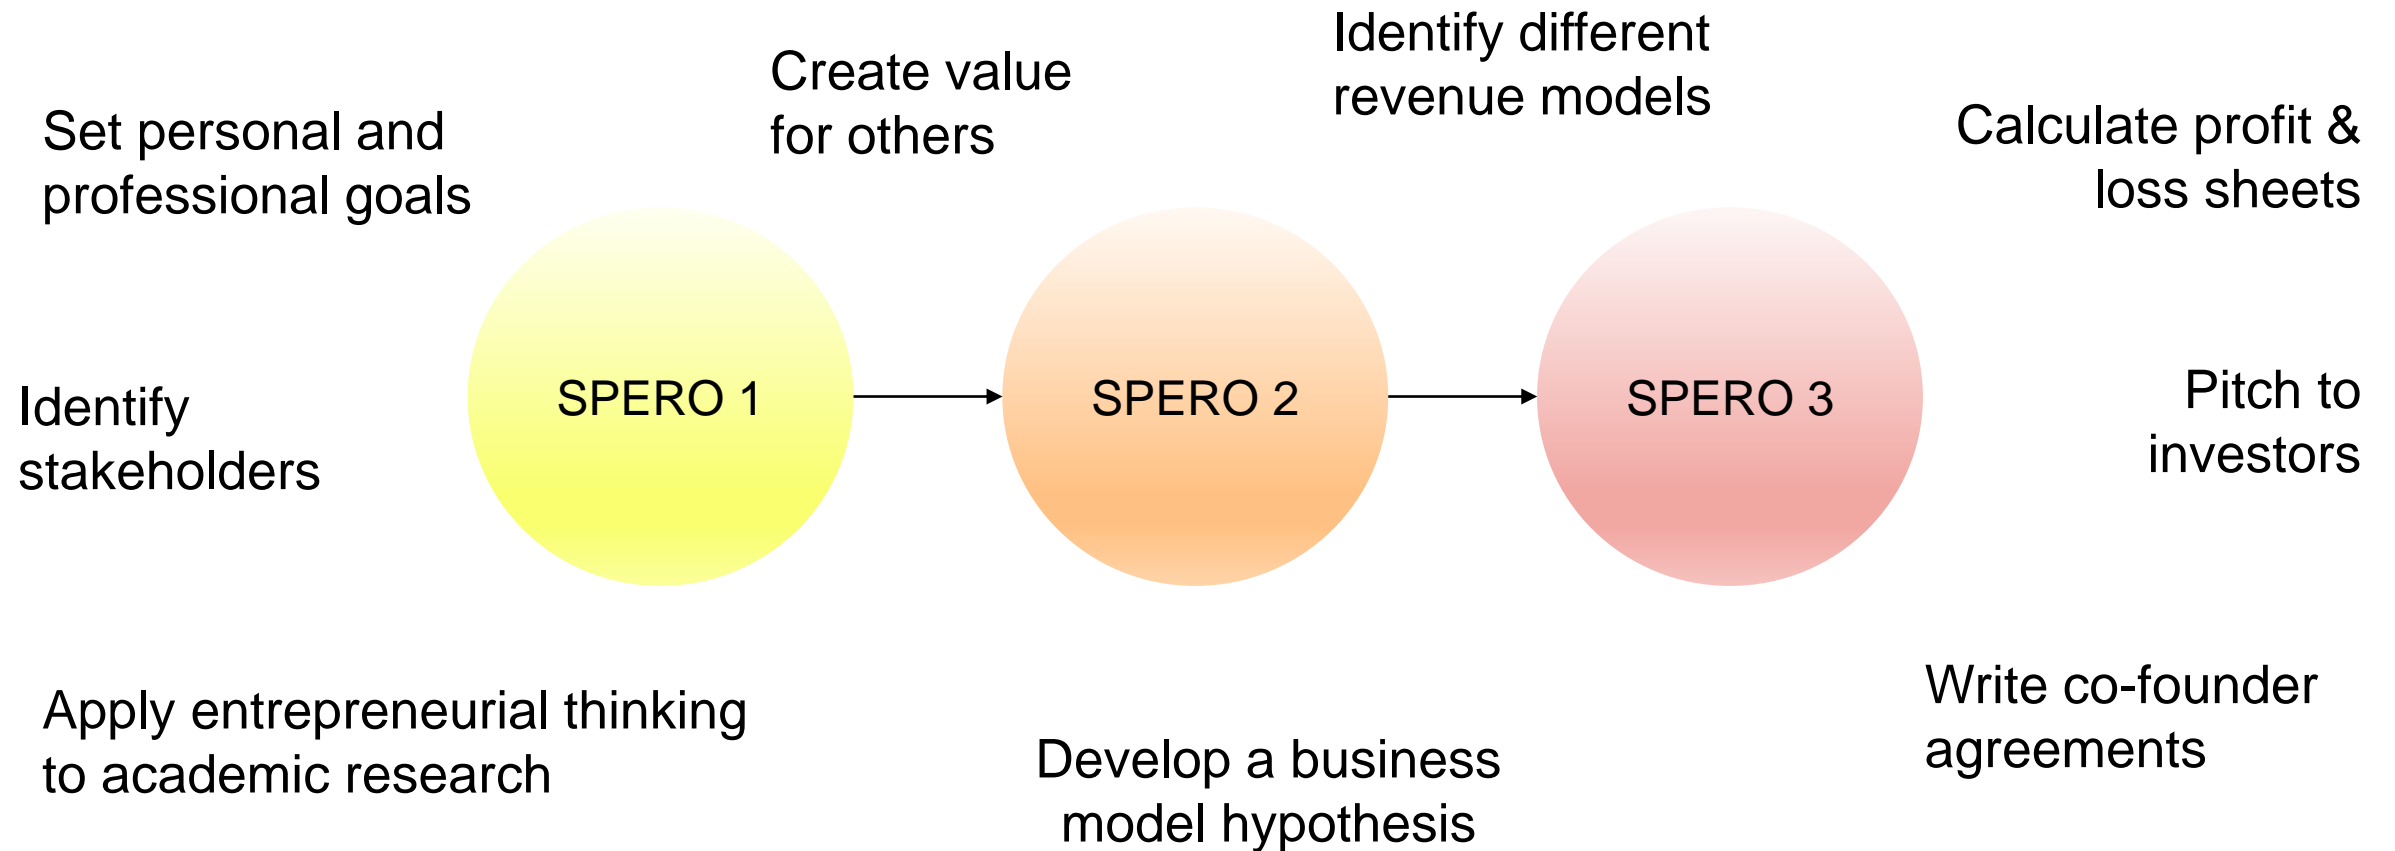 Set personal and
professional goals
Create value
for others
Identify different
revenue models
Calculate profit &
loss sheets
Identify
stakeholders
SPERO 1
SPERO 2
SPERO 3
Pitch to
investors
Apply entrepreneurial thinking
to academic research
Develop a business
model hypothesis
Write co-founder
agreements